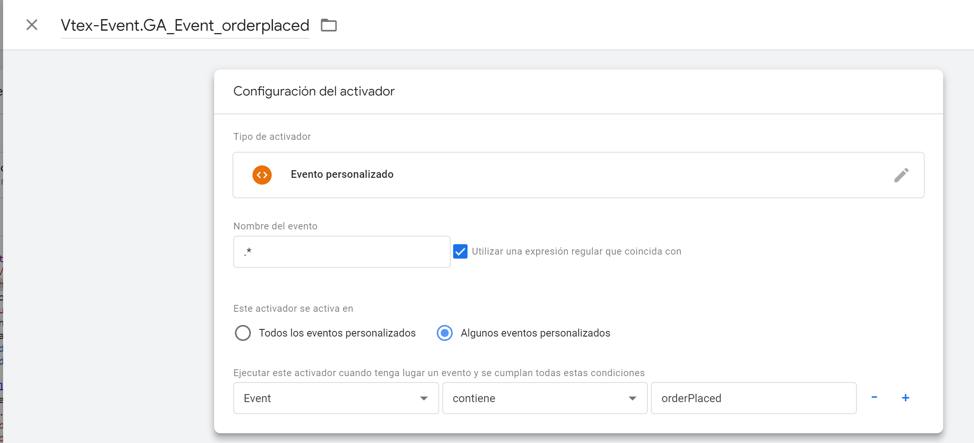 Vtex-Event.GA_Event_orderplaced
Configuración del activador
Tipo de activador
Evento personalizado
Nombre del evento
.*
Utilizar una expresión regular que coincida con
Este activador se activa en
Todos los eventos personalizados
Algunos eventos personalizados
Ejecutar este activador cuando tenga lugar un evento y se cumplan todas estas condiciones
Event contiene orderPlaced - +